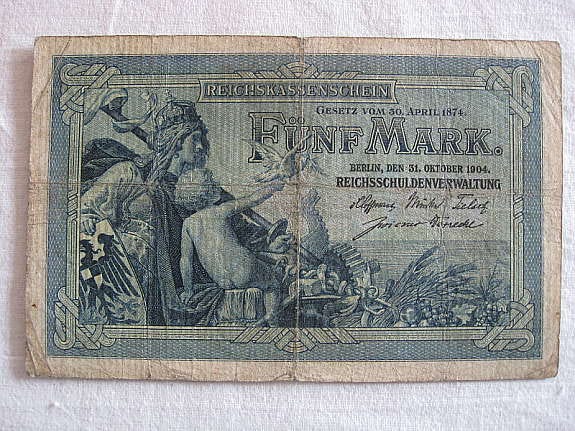 REICHSKASSENSCHEIN
GESETZ VOM 30. APRIL 1874.
FÜNF MARK.
BERLIN, DEN 31. OKTOBER 1904.
REICHSSCHULDENVERWALTUNG